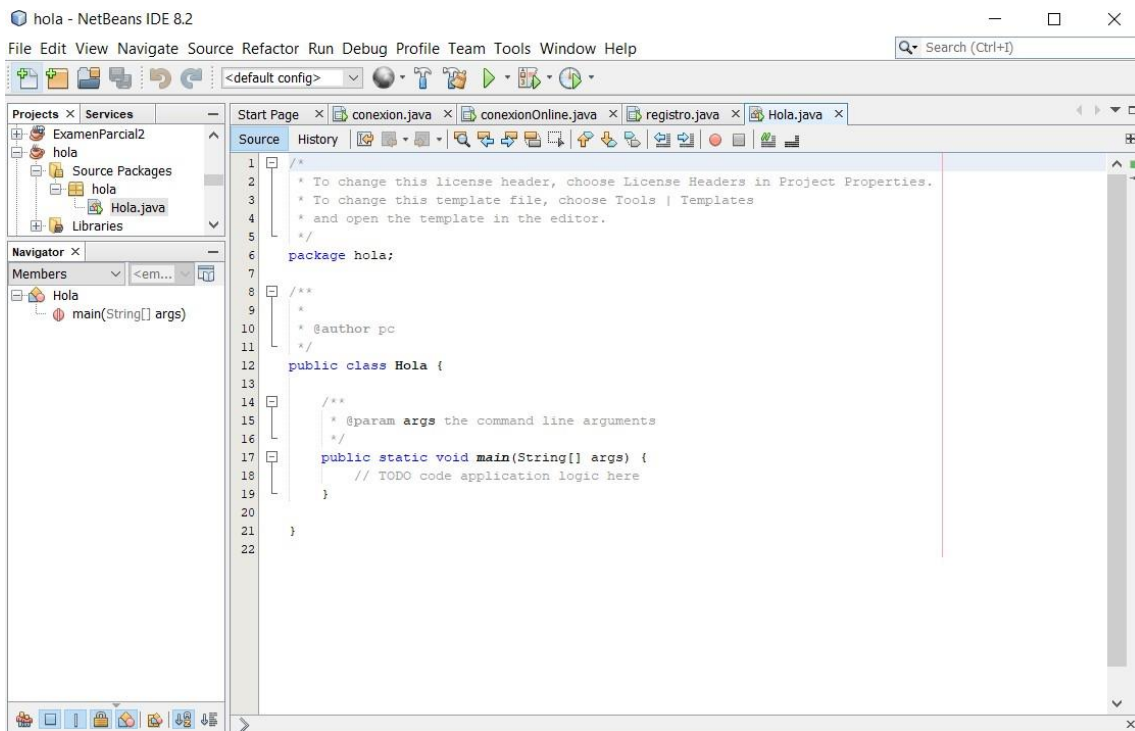 hola - NetBeans IDE 8.2
File Edit View Navigate Source Refactor Run Debug Profile Team Tools Window Help
Search (Ctrl+I)
<default config>
Projects Services
Start Page conexion.java conexionOnline.java registro.java Hola.java
ExamenParcial2
hola
Source Packages
hola
Hola.java
Libraries
Navigator
Members <em...
Hola
main(String[] args)
Source History
1 /*
2 * To change this license header, choose License Headers in Project Properties.
3 * To change this template file, choose Tools | Templates
4 * and open the template in the editor.
5 */
6 package hola;
7
8 /**
9 *
10 * @author pc
11 */
12 public class Hola {
13
14 /**
15 * @param args the command line arguments
16 */
17 public static void main(String[] args) {
18 // TODO code application logic here
19 }
20
21 }
22